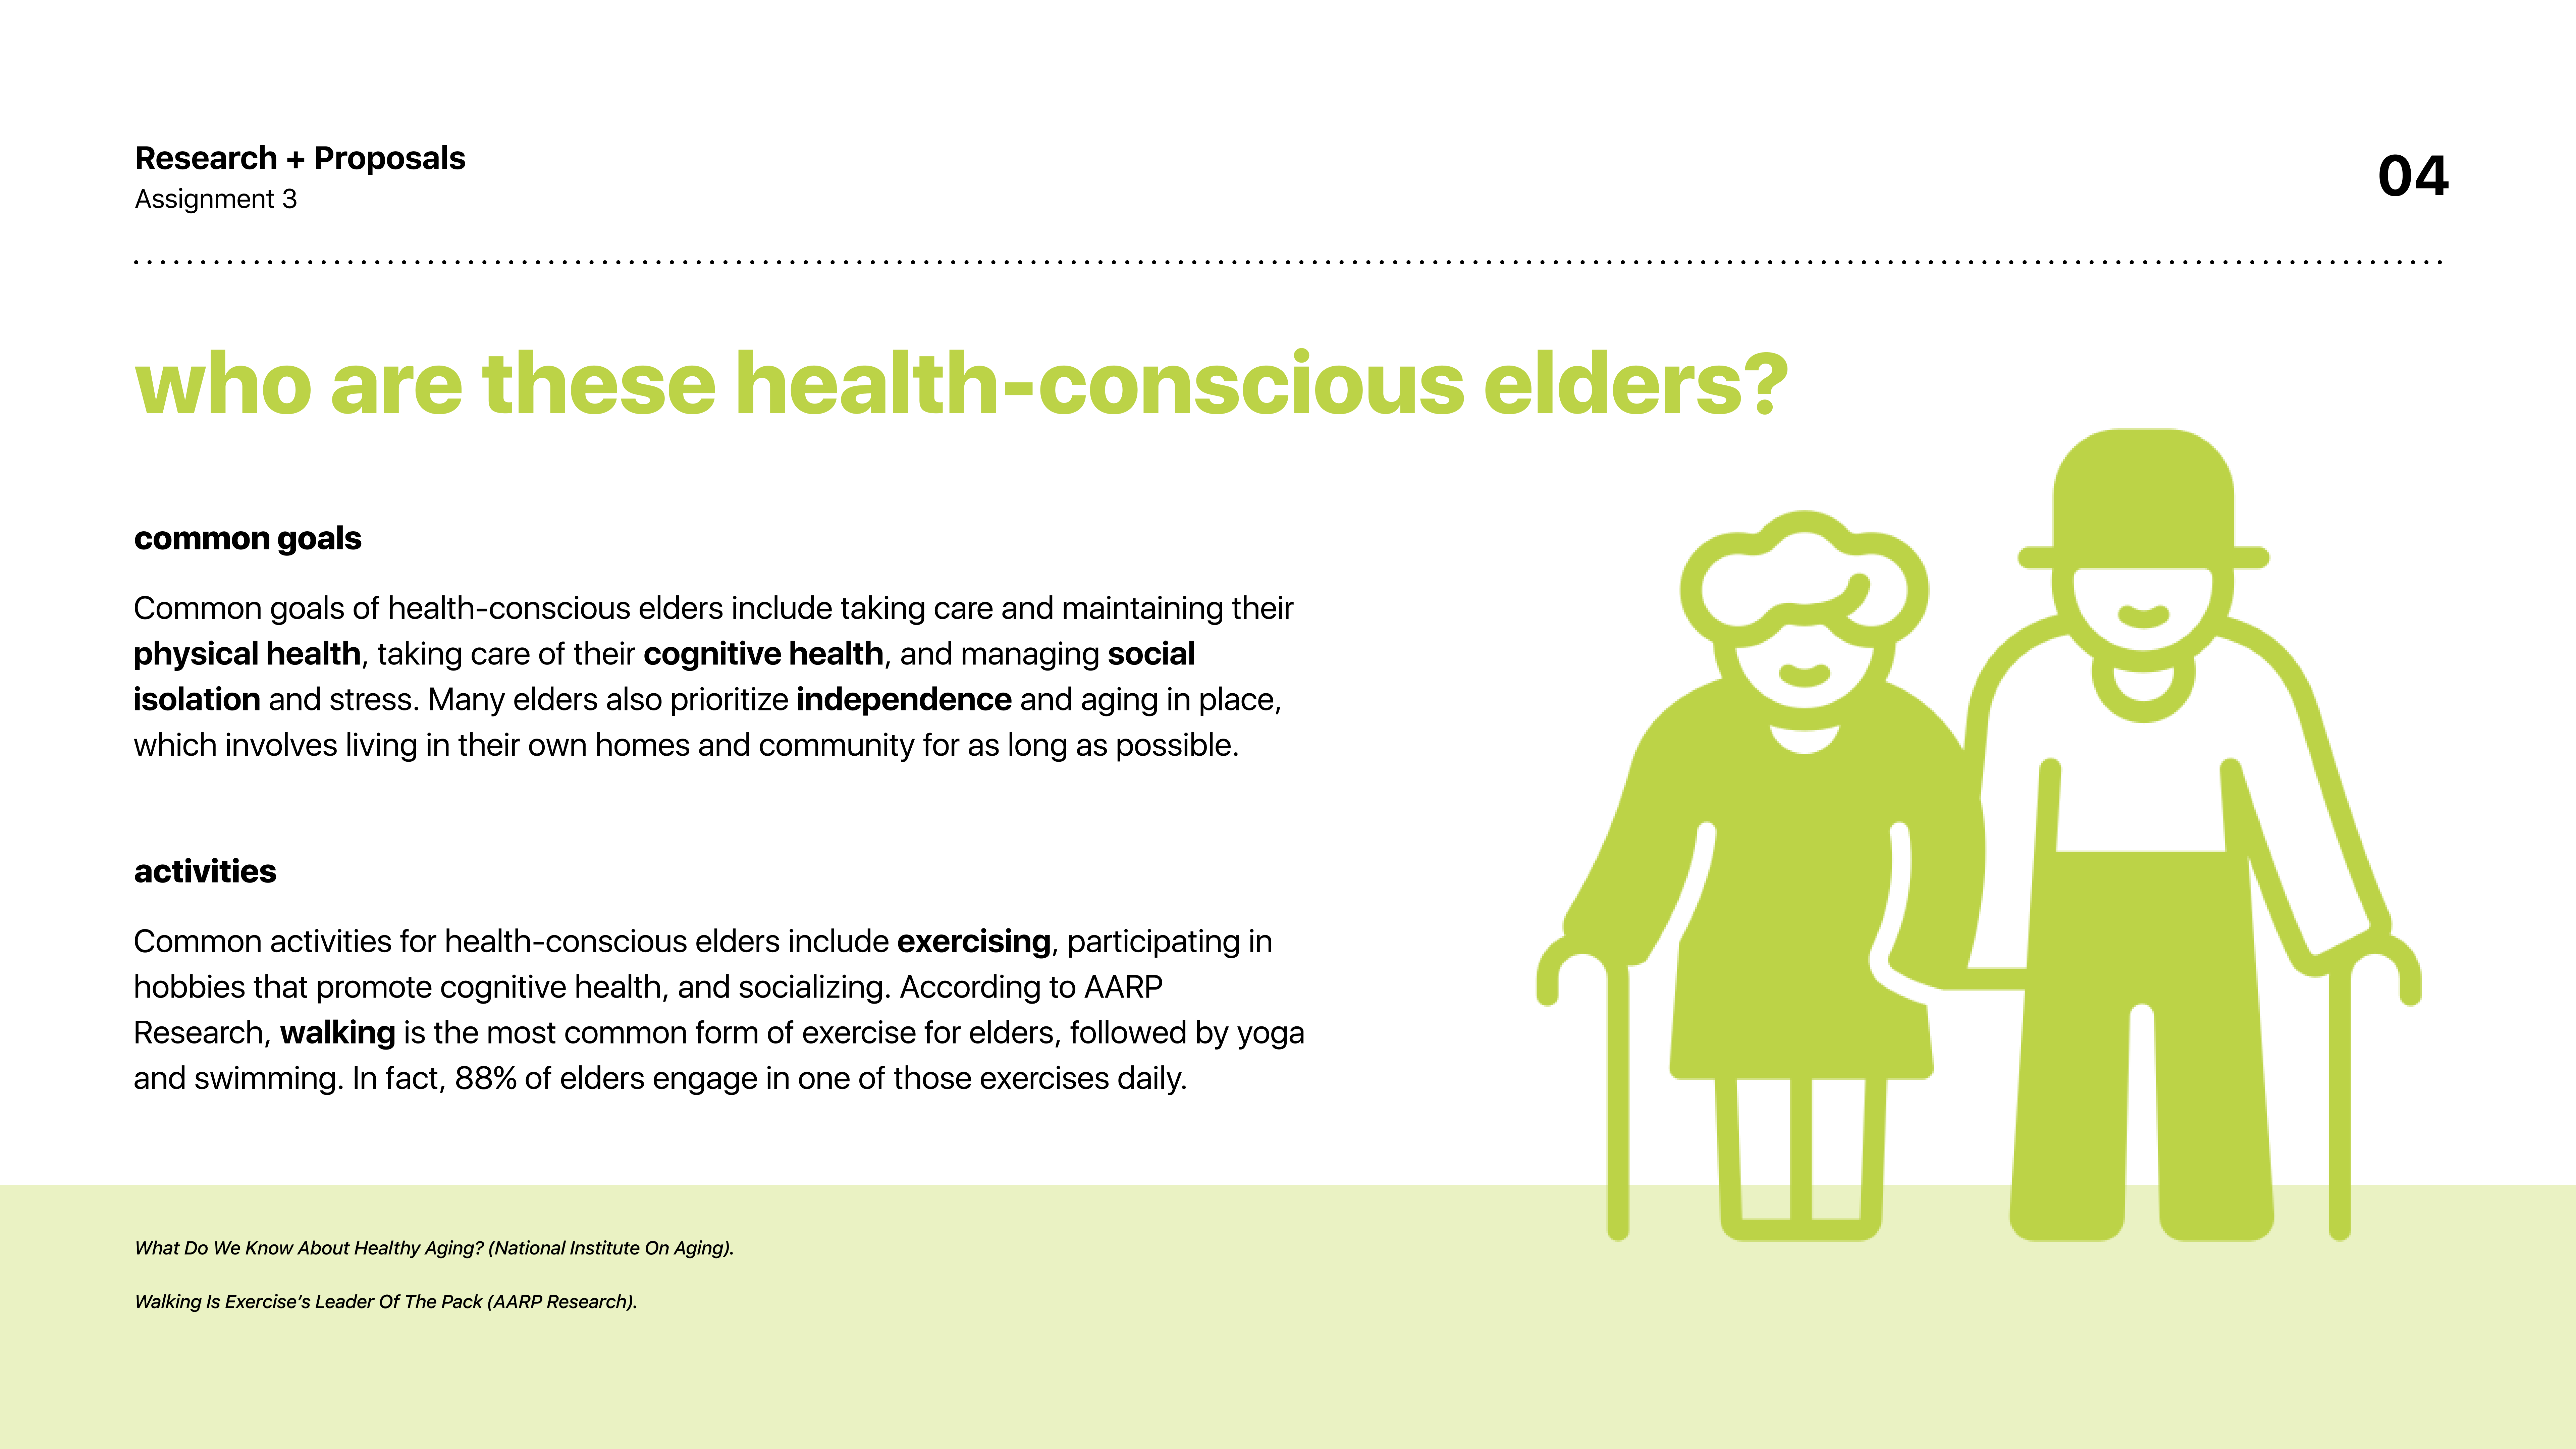 Research + Proposals
Assignment 3
04
who are these health-conscious elders?
common goals
Common goals of health-conscious elders include taking care and maintaining their
physical health, taking care of their cognitive health, and managing social
isolation and stress. Many elders also prioritize independence and aging in place,
which involves living in their own homes and community for as long as possible.
activities
Common activities for health-conscious elders include exercising, participating in
hobbies that promote cognitive health, and socializing. According to AARP
Research, walking is the most common form of exercise for elders, followed by yoga
and swimming. In fact, 88% of elders engage in one of those exercises daily.
What Do We Know About Healthy Aging? (National Institute On Aging).
Walking Is Exercise’s Leader Of The Pack (AARP Research).